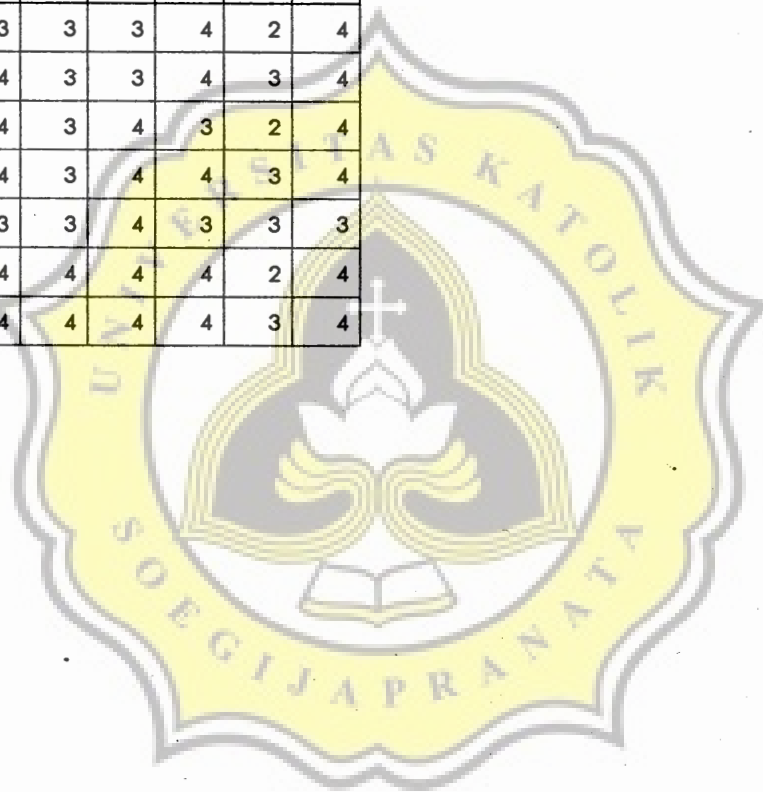 3 3 3 4 2 4
4 3 3 4 3 4
4 3 4 3 2 4
4 3 4 4 3 4
3 3 4 3 3 3
4 4 4 4 2 4
4 4 4 4 3 4
UNIVERSITAS KATOLIK
SOEGIJAPRANATA